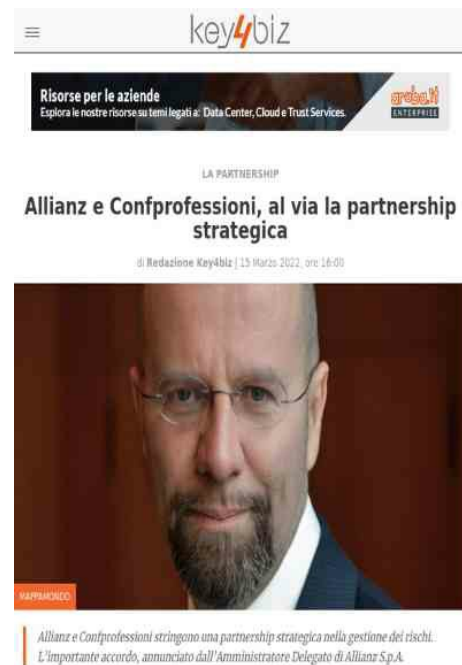 key4biz
Risorse per le aziende
Esplora le nostre risorse su temi legati a: Data Center, Cloud e Trust Services.
aruba.it
ENTERPRISE
LA PARTNERSHIP
Allianz e Confprofessioni, al via la partnership
strategica
di Redazione Key4biz | 15 Marzo 2022, ore 16:00
MAPPAMONDO
Allianz e Confprofessioni stringono una partnership strategica nella gestione dei rischi.
L'importante accordo, annunciato dall'Amministratore Delegato di Allianz S.p.A.